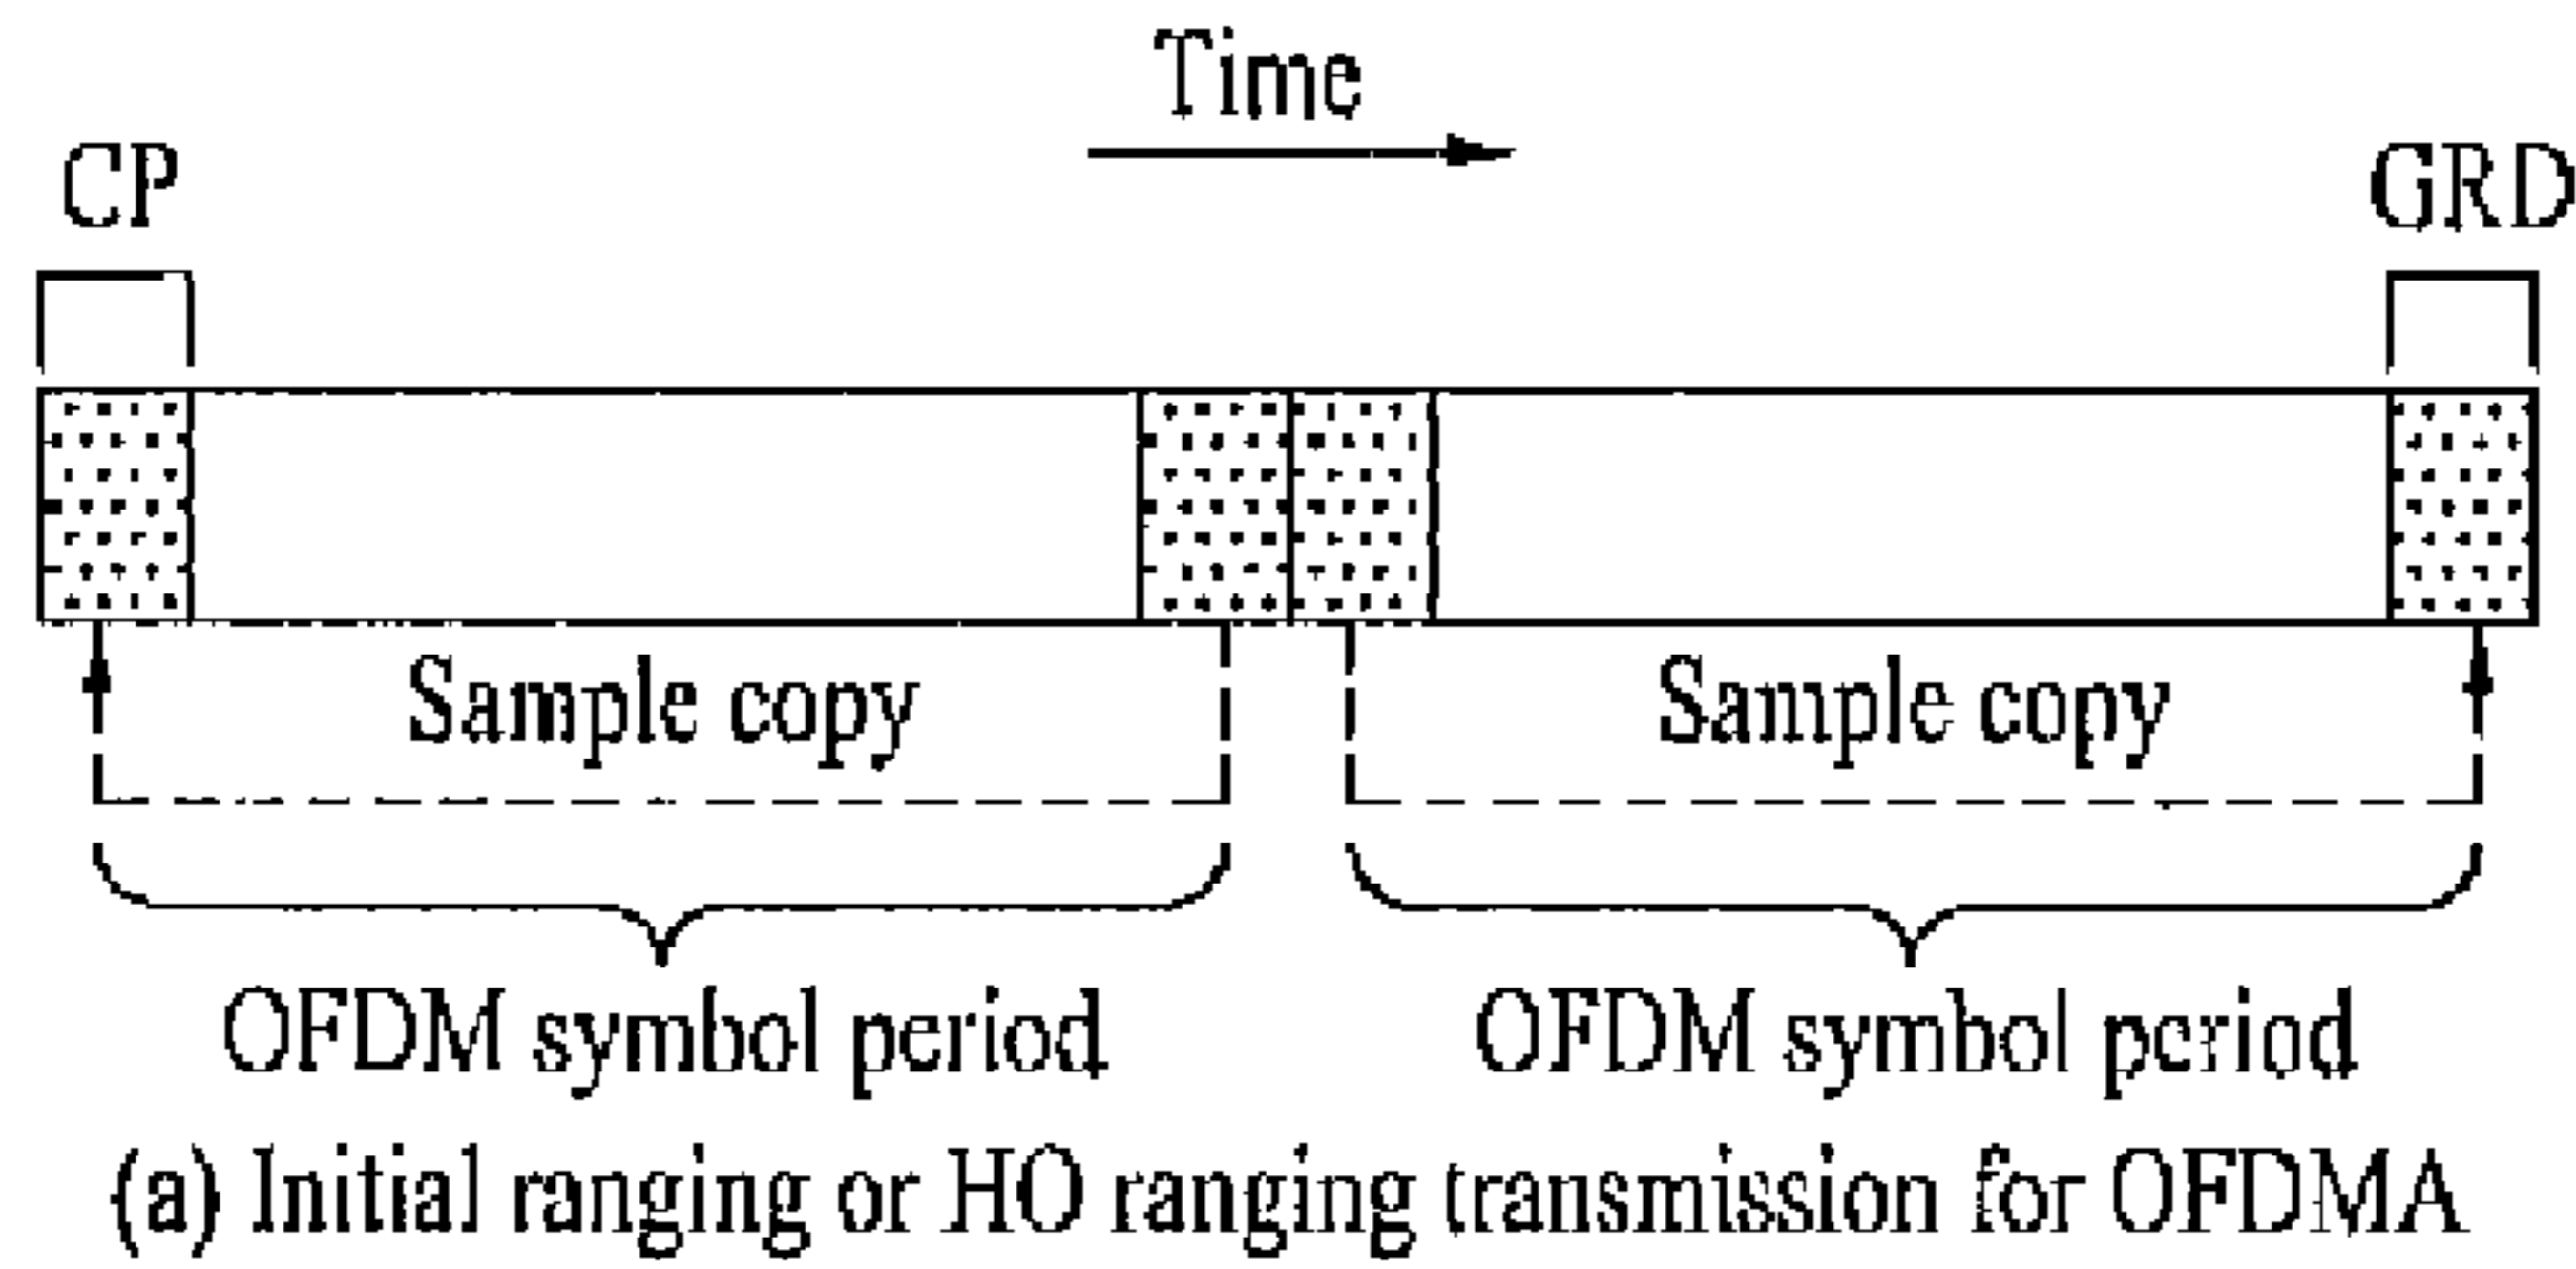 Time
CP
GRD
Sample copy
Sample copy
OFDM symbol period
OFDM symbol period
(a) Initial ranging or HO ranging transmission for OFDMA